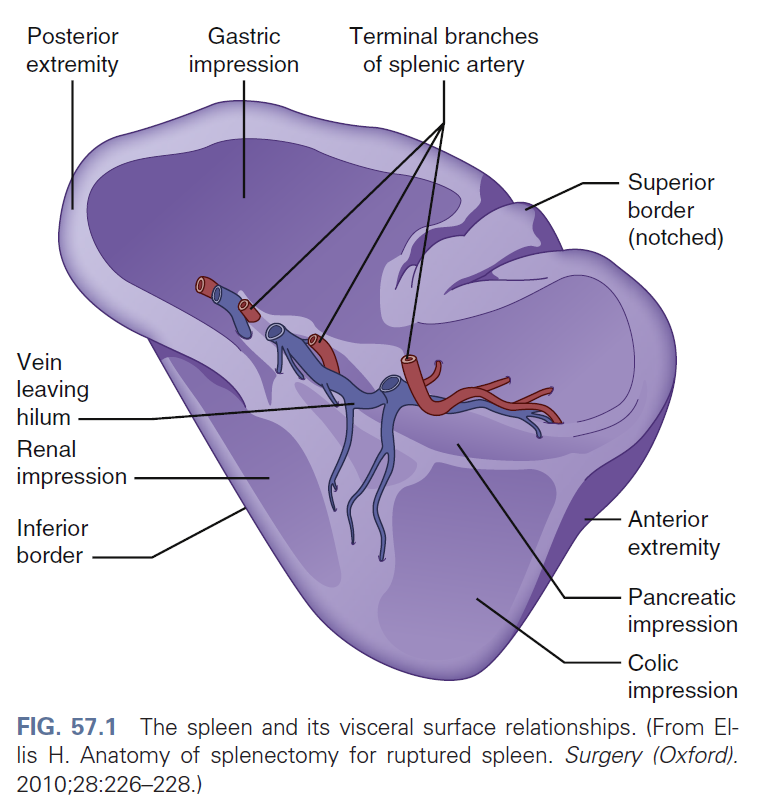 Posterior
extremity
Gastric
impression
Terminal branches
of splenic artery
Superior
border
(notched)
Vein
leaving
hilum
Renal
impression
Inferior
border
Anterior
extremity
Pancreatic
impression
Colic
impression
FIG. 57.1 The spleen and its visceral surface relationships. (From El-
lis H. Anatomy of splenectomy for ruptured spleen. Surgery (Oxford).
2010;28:226–228.)